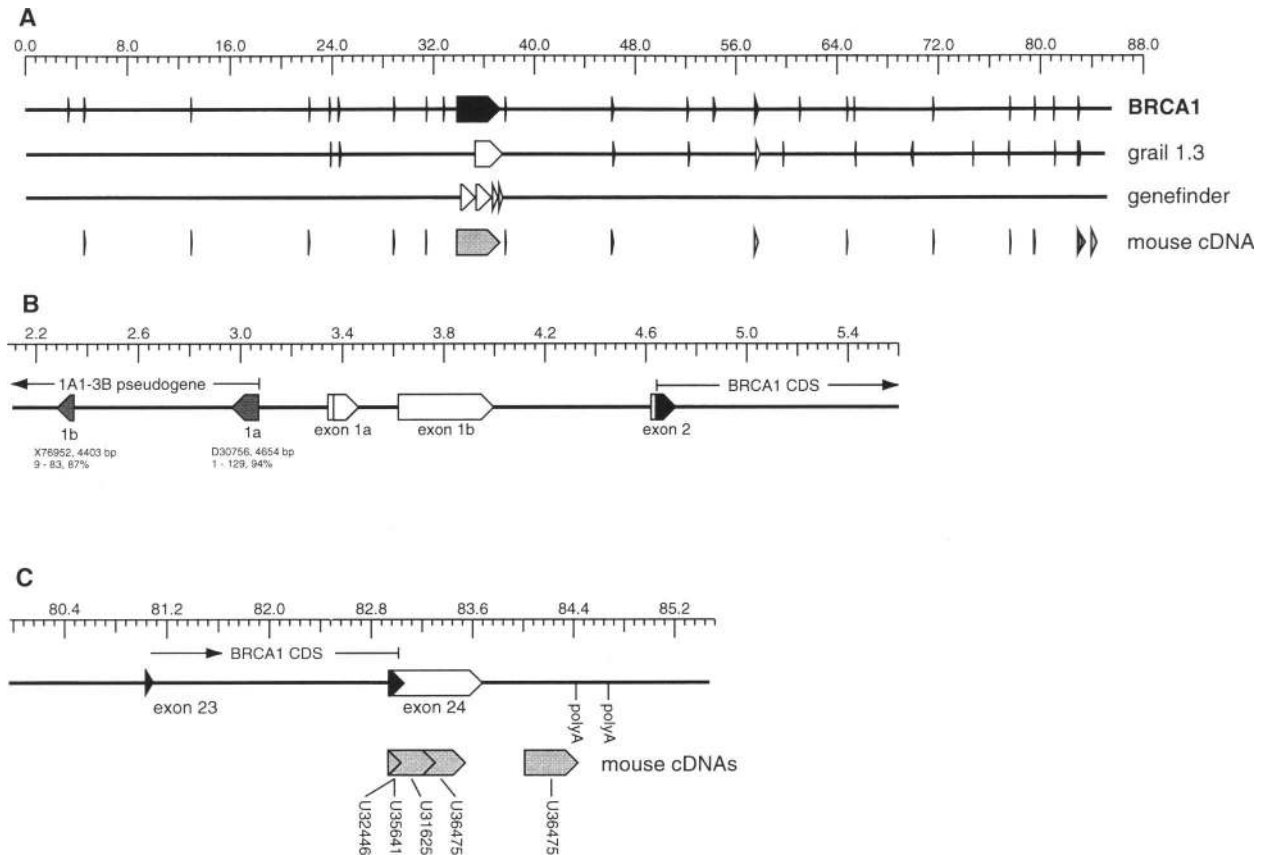 A
0.0 8.0 16.0 24.0 32.0 40.0 48.0 56.0 64.0 72.0 80.0 88.0
BRCA1
grail 1.3
genefinder
mouse cDNA
B
2.2 2.6 3.0 3.4 3.8 4.2 4.6 5.0 5.4
1A1-3B pseudogene
BRCA1 CDS
1b
1a
exon 1a
exon 1b
exon 2
X76952, 4403 bp
9 - 83, 87%
D30756, 4654 bp
1 - 129, 94%
C
80.4 81.2 82.0 82.8 83.6 84.4 85.2
BRCA1 CDS
exon 23
exon 24
polyA
polyA
mouse cDNAs
U32446
U35641
U31625
U36475
U36475